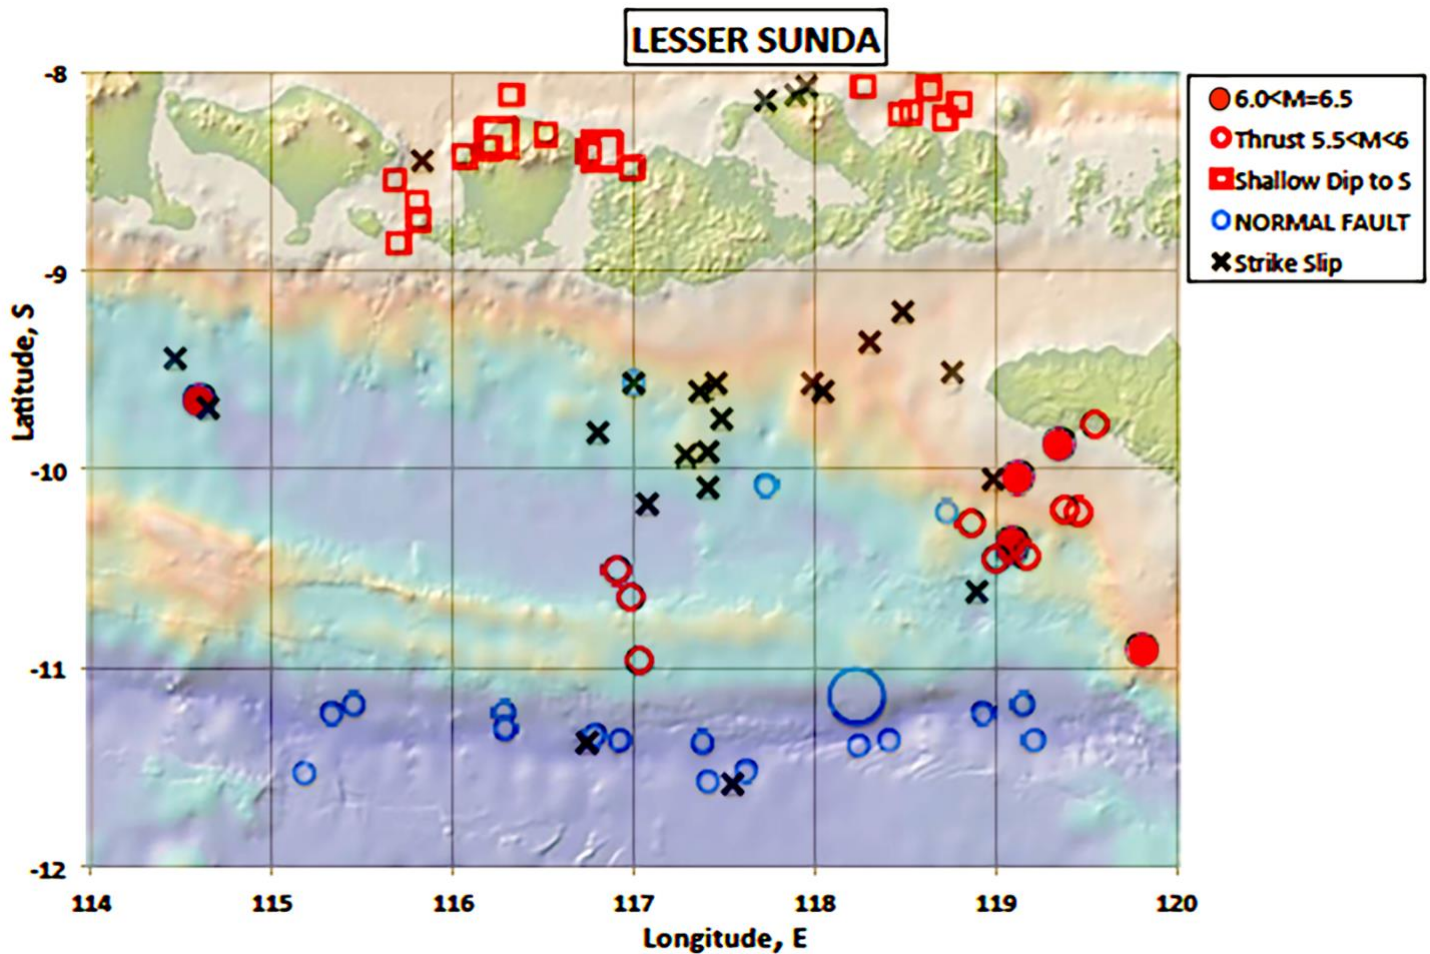 LESSER SUNDA
6.0<M=6.5
Thrust 5.5<M<6
Shallow Dip to S
NORMAL FAULT
Strike Slip
Latitude, S
-8
-9
-10
-11
-12
114 115 116 117 118 119 120
Longitude, E